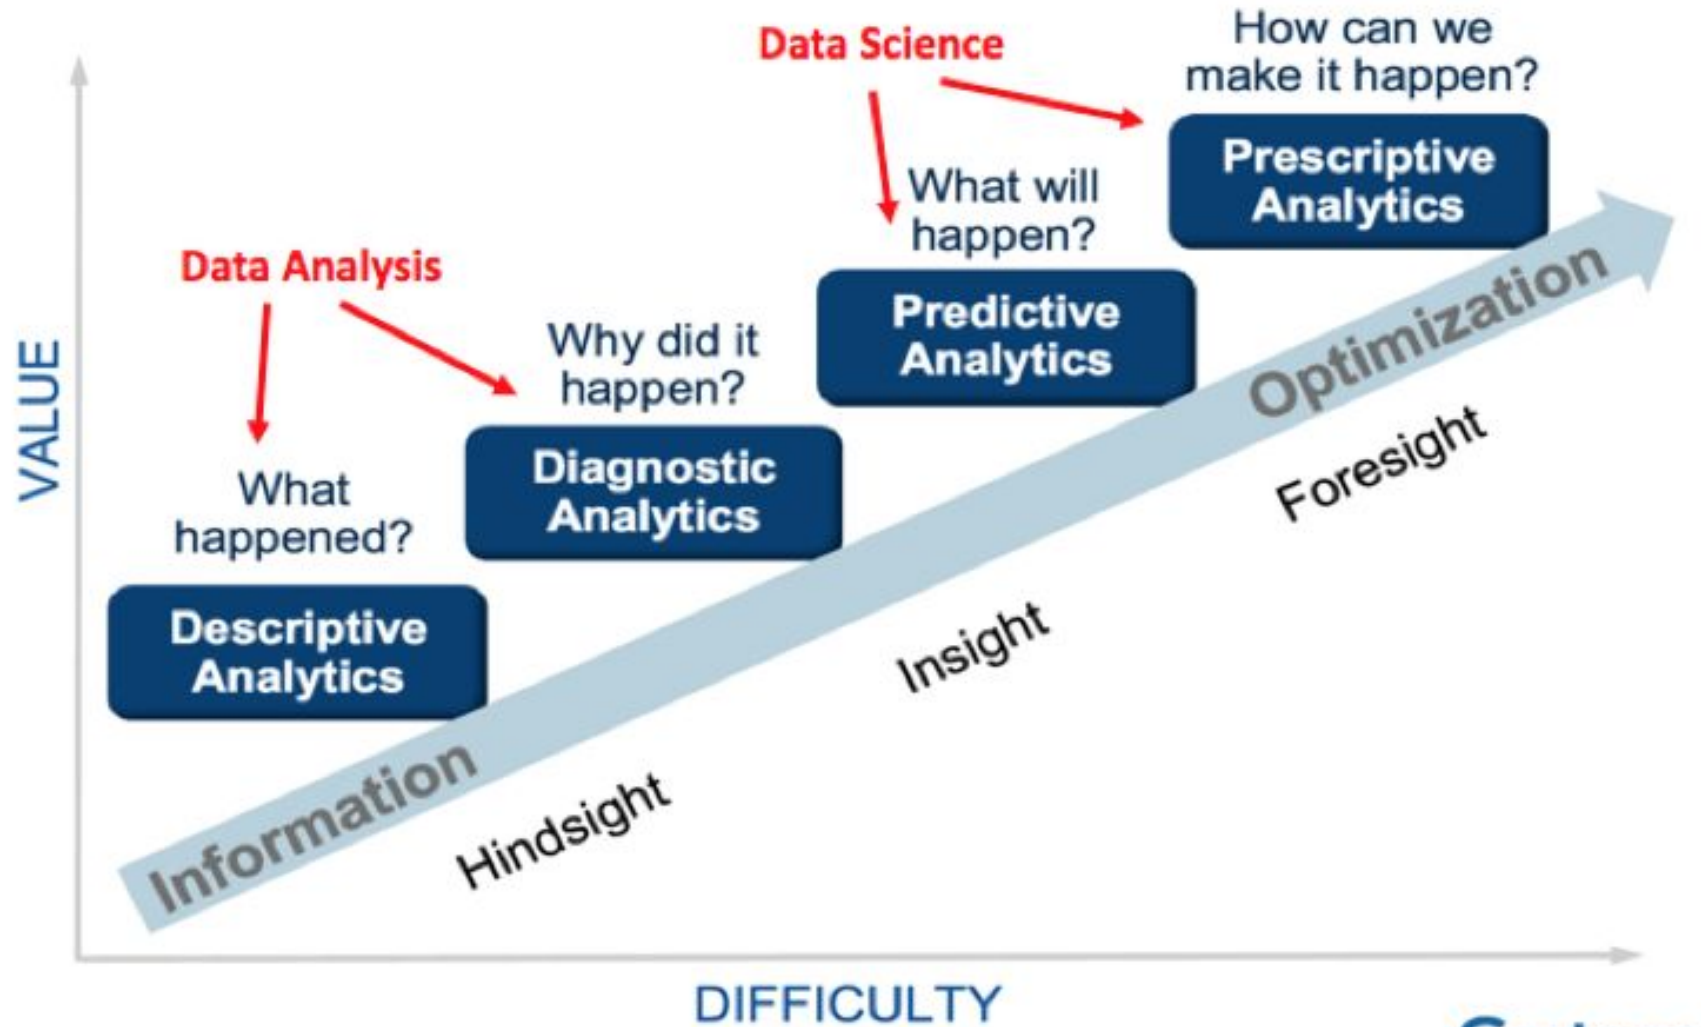 Data Science
How can we
make it happen?
Prescriptive
Analytics
What will
happen?
Predictive
Analytics
Data Analysis
Why did it
happen?
Diagnostic
Analytics
What
happened?
Descriptive
Analytics
Optimization
Foresight
Insight
Information
Hindsight
VALUE
DIFFICULTY